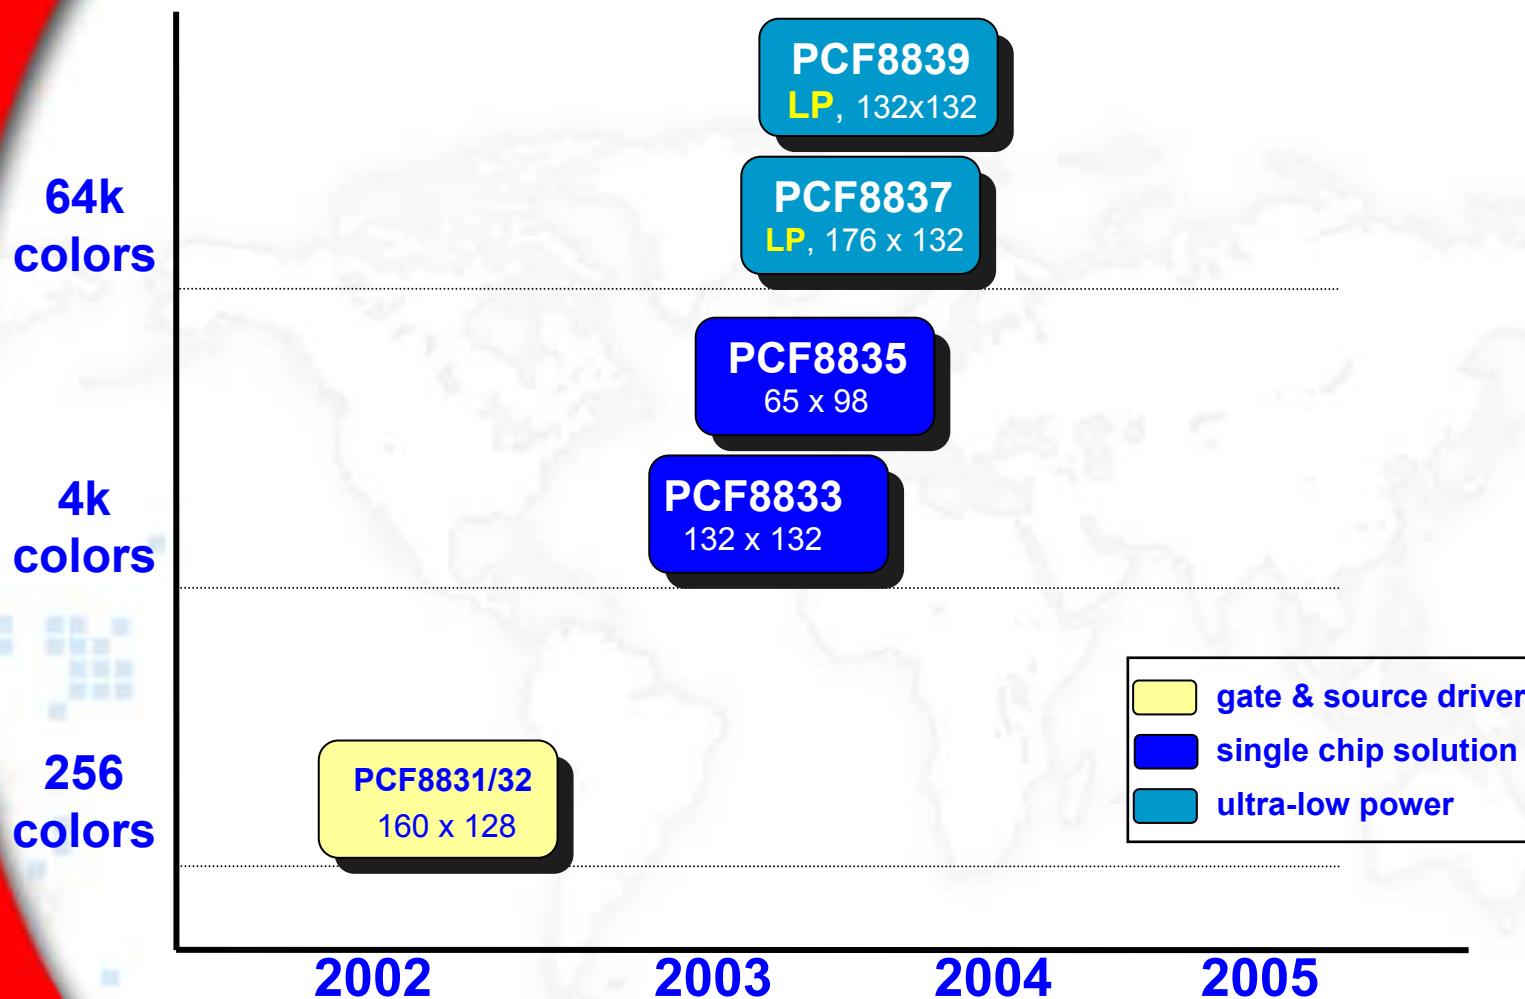 PCF8839
LP, 132x132
64k
colors
PCF8837
LP, 176 x 132
PCF8835
65 x 98
4k
colors
PCF8833
132 x 132
256
colors
PCF8831/32
160 x 128
gate & source driver
single chip solution
ultra-low power
2002
2003
2004
2005